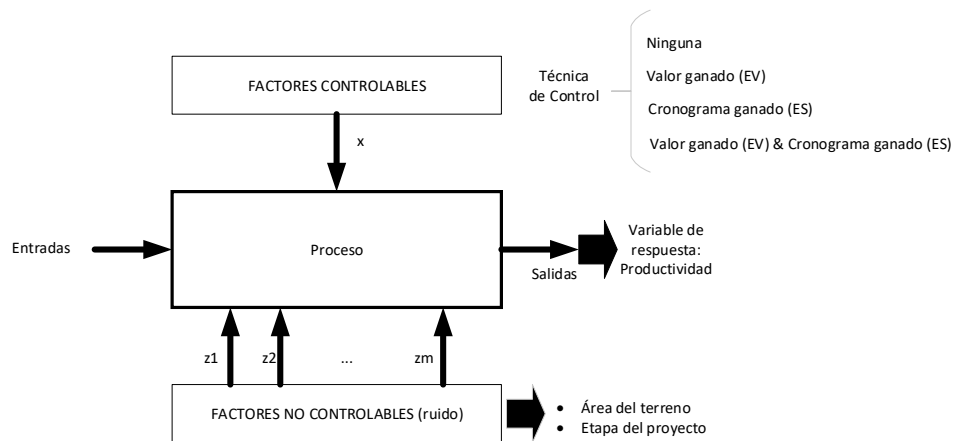 FACTORES CONTROLABLES
Técnica
de Control
Ninguna
Valor ganado (EV)
Cronograma ganado (ES)
Valor ganado (EV) & Cronograma ganado (ES)
x
Entradas
Proceso
Salidas
Variable de
respuesta:
Productividad
z1
z2
...
zm
FACTORES NO CONTROLABLES (ruido)
• Área del terreno
• Etapa del proyecto